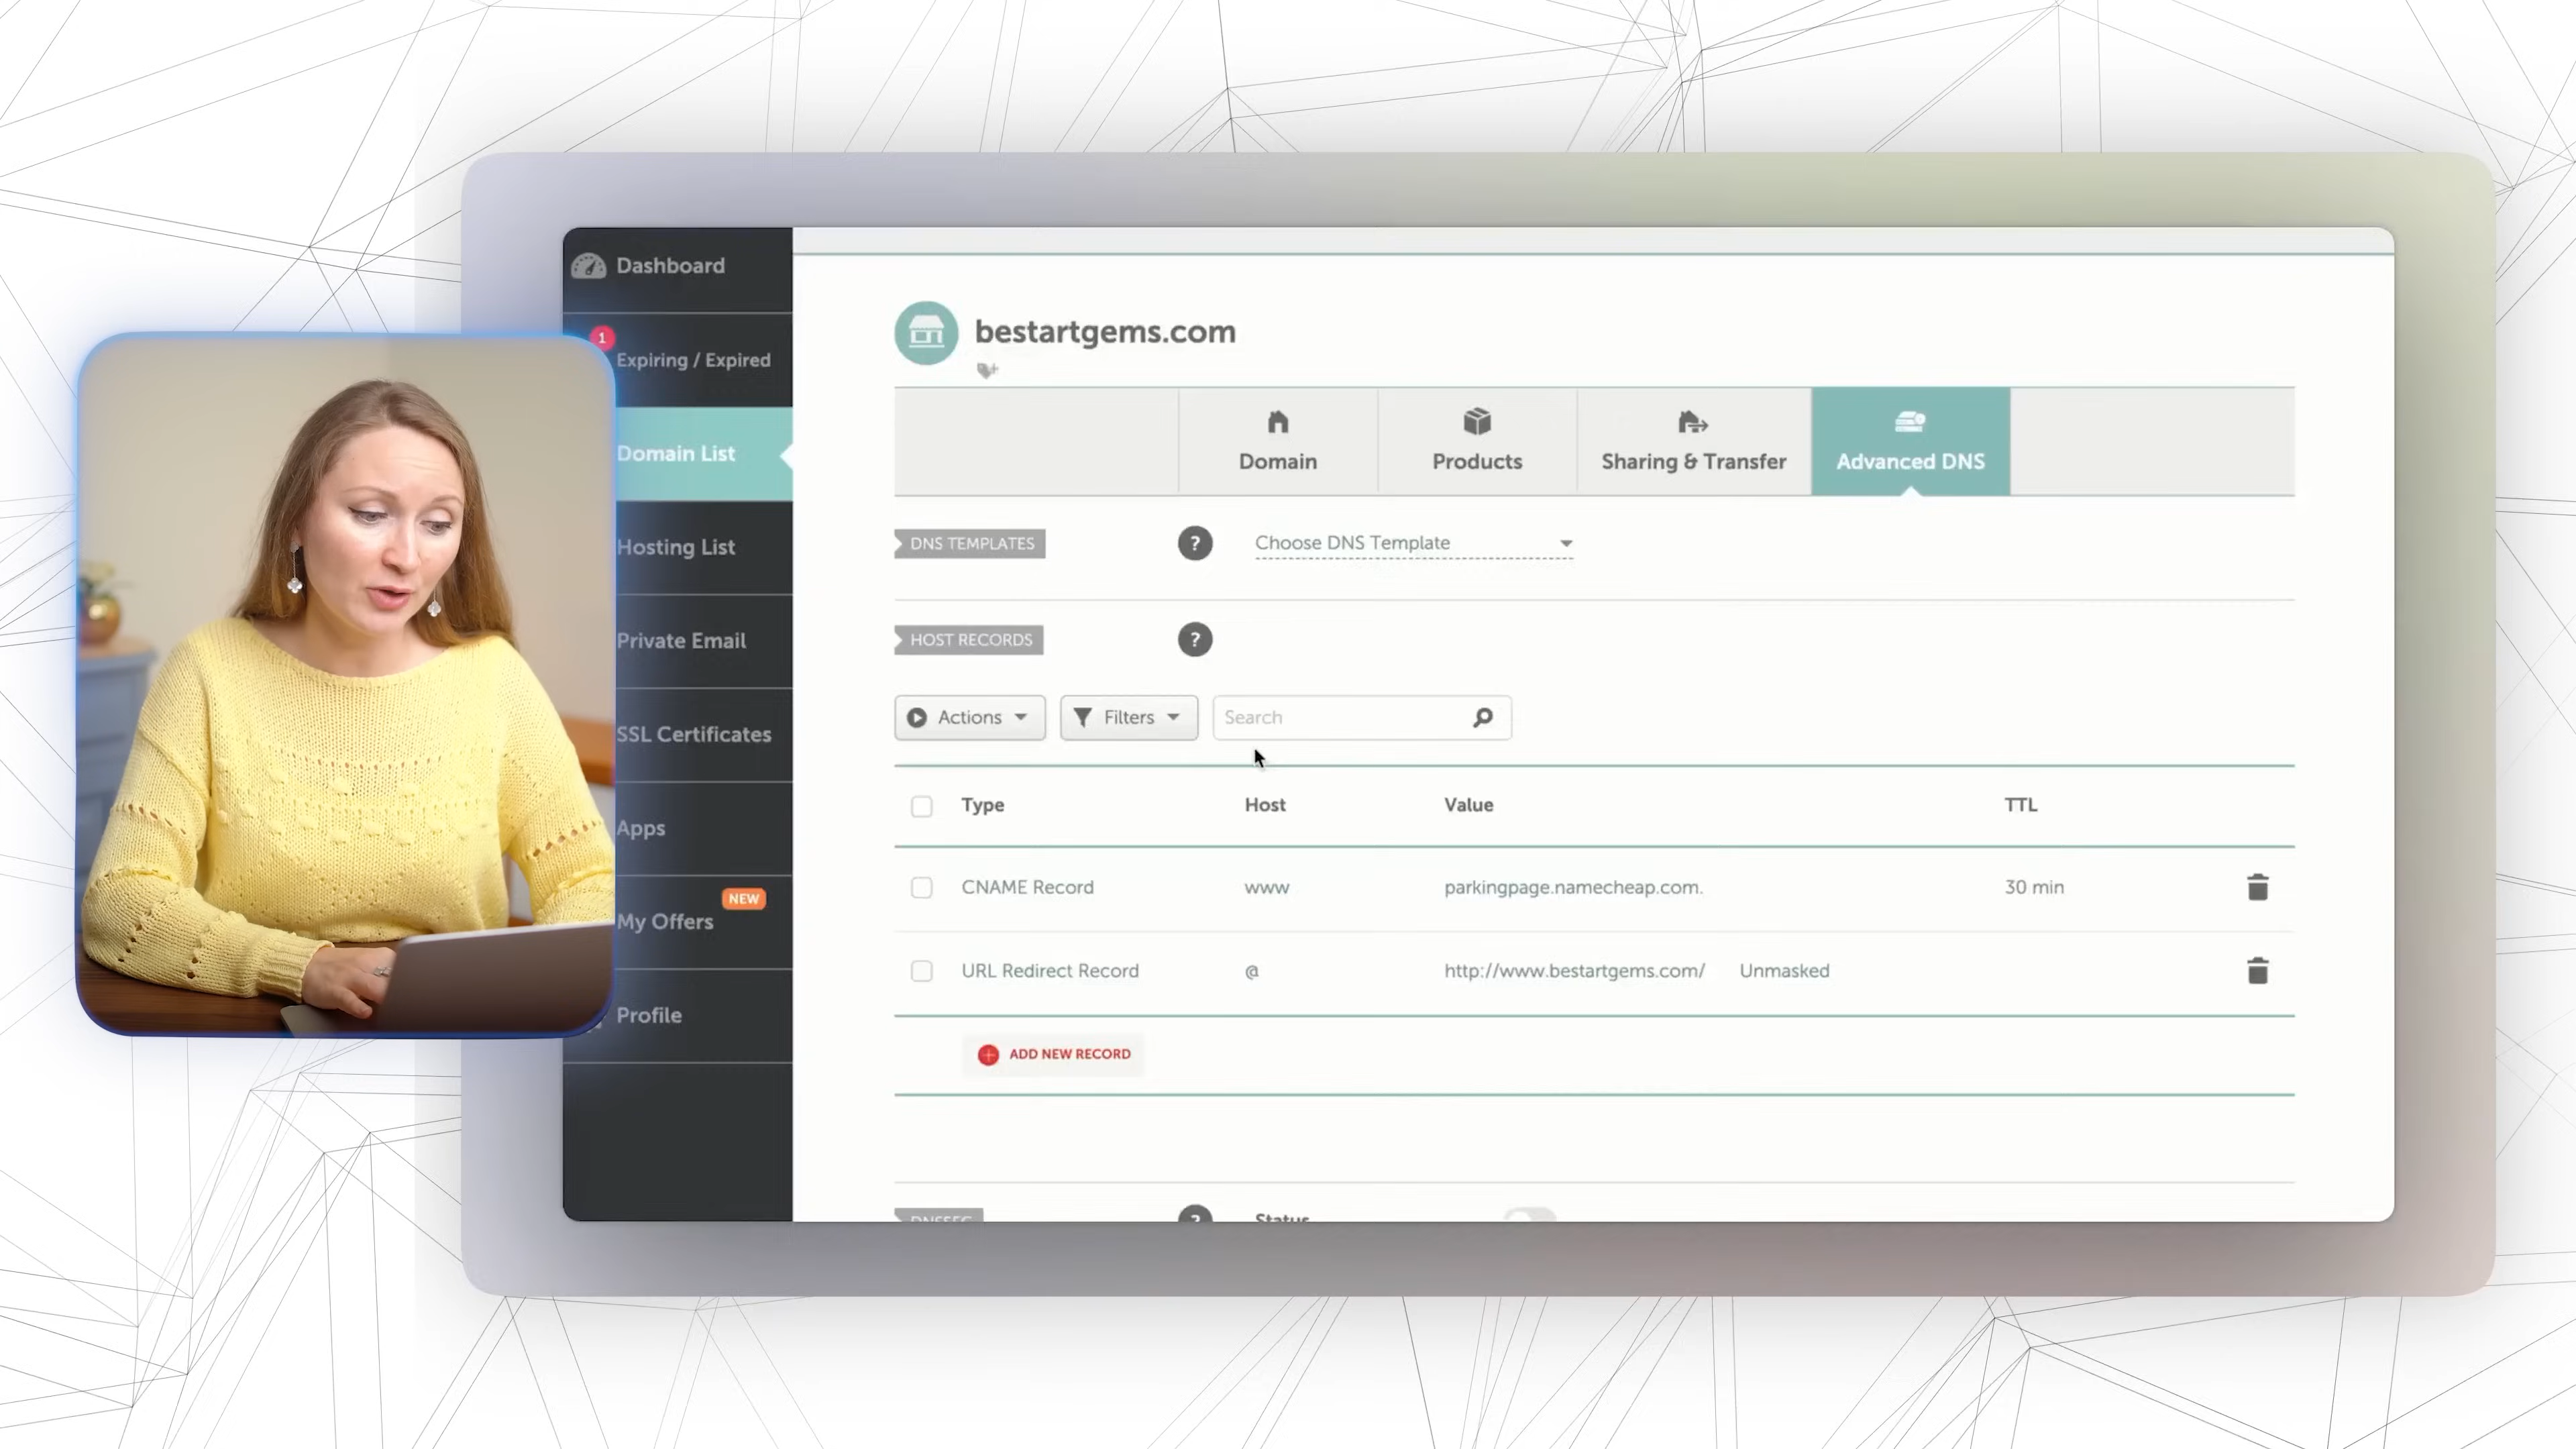 Dashboard
1
Expiring / Expired
Domain List
Hosting List
Private Email
SSL Certificates
Apps
NEW
My Offers
Profile
bestartgems.com
Domain
Products
Sharing & Transfer
Advanced DNS
DNS TEMPLATES
?
Choose DNS Template
HOST RECORDS
?
Actions
Filters
Search
Type Host Value TTL
CNAME Record www parkingpage.namecheap.com. 30 min
URL Redirect Record @ http://www.bestartgems.com/ Unmasked
ADD NEW RECORD
DNSSEC ? Status